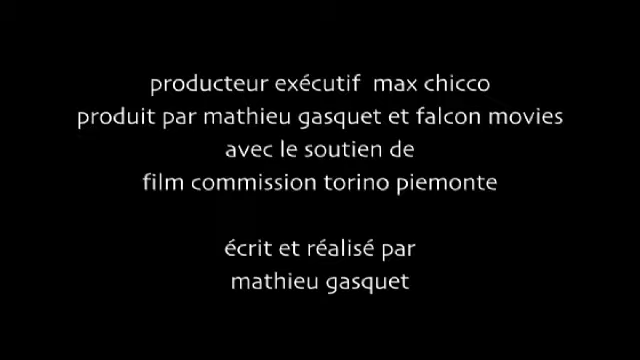 producteur exécutif  max chicco
produit par mathieu gasquet et falcon movies
avec le soutien de
film commission torino piemonte
écrit et réalisé par
mathieu gasquet